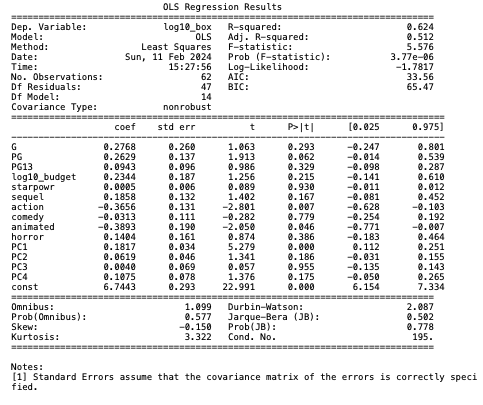 OLS Regression Results
Dep. Variable: log10_box R-squared: 0.624
Model: OLS Adj. R-squared: 0.512
Method: Least Squares F-statistic: 5.576
Date: Sun, 11 Feb 2024 Prob (F-statistic): 3.77e-06
Time: 15:27:56 Log-Likelihood: -1.7817
No. Observations: 62 AIC: 33.56
Df Residuals: 47 BIC: 65.47
Df Model: 14
Covariance Type: nonrobust
coef std err t P>|t| [0.025 0.975]
G 0.2768 0.260 1.063 0.293 -0.247 0.801
PG 0.2629 0.137 1.913 0.062 -0.014 0.539
PG13 0.0943 0.096 0.986 0.329 -0.098 0.287
log10_budget 0.2344 0.187 1.256 0.215 -0.141 0.610
starpowr 0.0005 0.006 0.089 0.930 -0.011 0.012
sequel 0.1858 0.132 1.402 0.167 -0.081 0.452
action -0.3656 0.131 -2.801 0.007 -0.628 -0.103
comedy -0.0313 0.111 -0.282 0.779 -0.254 0.192
animated -0.3893 0.190 -2.050 0.046 -0.771 -0.007
horror 0.1404 0.161 0.874 0.386 -0.183 0.464
PC1 0.1817 0.034 5.279 0.000 0.112 0.251
PC2 0.0619 0.046 1.341 0.186 -0.031 0.155
PC3 0.0040 0.069 0.057 0.955 -0.135 0.143
PC4 0.1075 0.078 1.376 0.175 -0.050 0.265
const 6.7443 0.293 22.991 0.000 6.154 7.334
Omnibus: 1.099 Durbin-Watson: 2.087
Prob(Omnibus): 0.577 Jarque-Bera (JB): 0.502
Skew: -0.150 Prob(JB): 0.778
Kurtosis: 3.322 Cond. No. 195.
Notes:
[1] Standard Errors assume that the covariance matrix of the errors is correctly speci
fied.